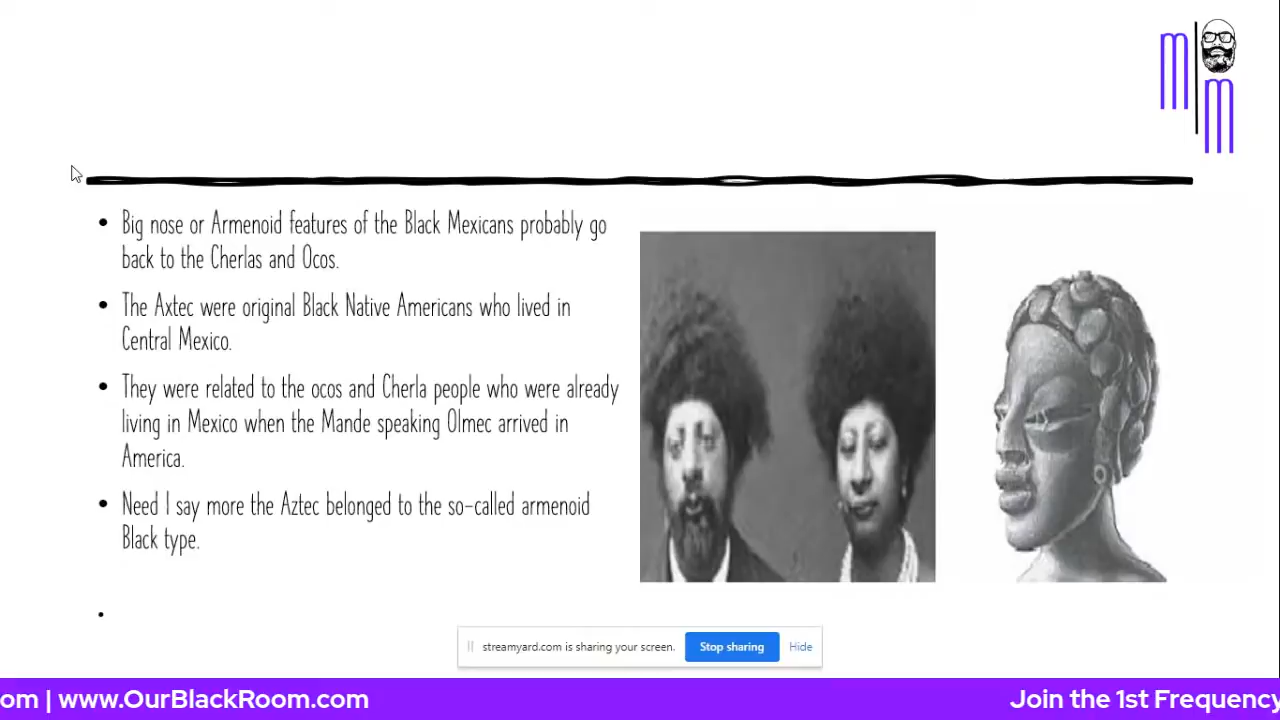 m
m
• Big nose or Armenoid features of the Black Mexicans probably go
back to the Cherlas and Ocos.
• The Axtec were original Black Native Americans who lived in
Central Mexico.
• They were related to the ocos and Cherla people who were already
living in Mexico when the Mande speaking Olmec arrived in
America.
• Need I say more the Aztec belonged to the so-called armenoid
Black type.
•
streamyard.com is sharing your screen. Stop sharing Hide
om | www.OurBlackRoom.com Join the 1st Frequency